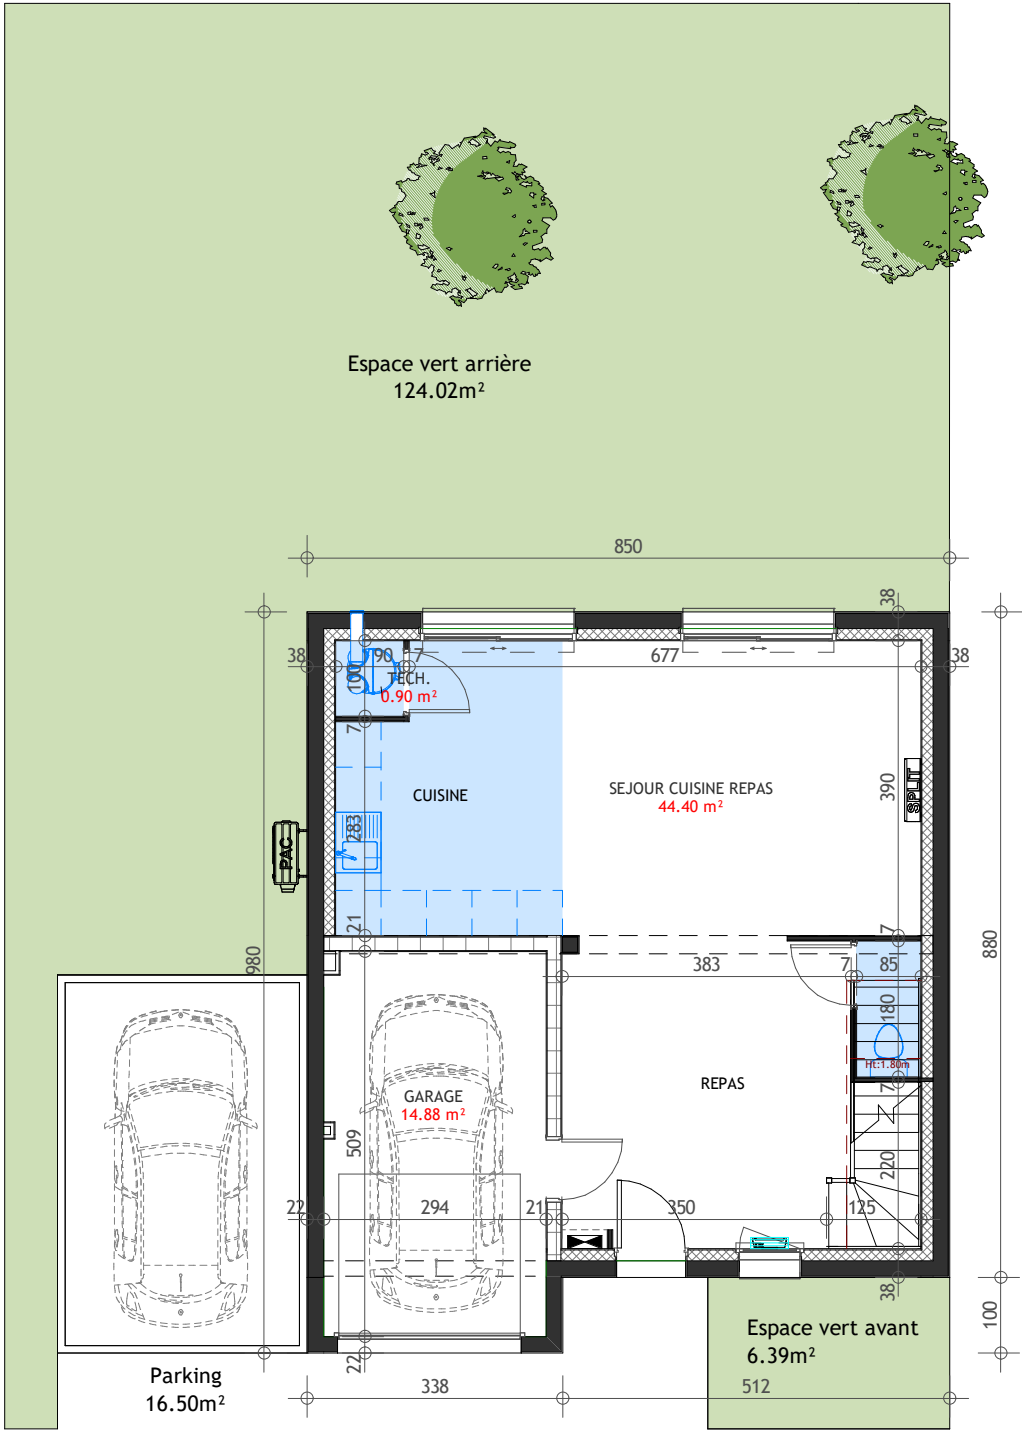 Espace vert arrière
124.02m²
850
38
38
90
7
677
38
100
TECH.
0.90 m²
7
CUISINE
SEJOUR CUISINE REPAS
44.40 m²
390
SPLIT
283
PAC
21
7
980
880
383
7
85
180
Ht:1.80m
REPAS
7
GARAGE
14.88 m²
509
220
22
294
21
350
125
38
100
Espace vert avant
6.39m²
22
Parking
16.50m²
338
512